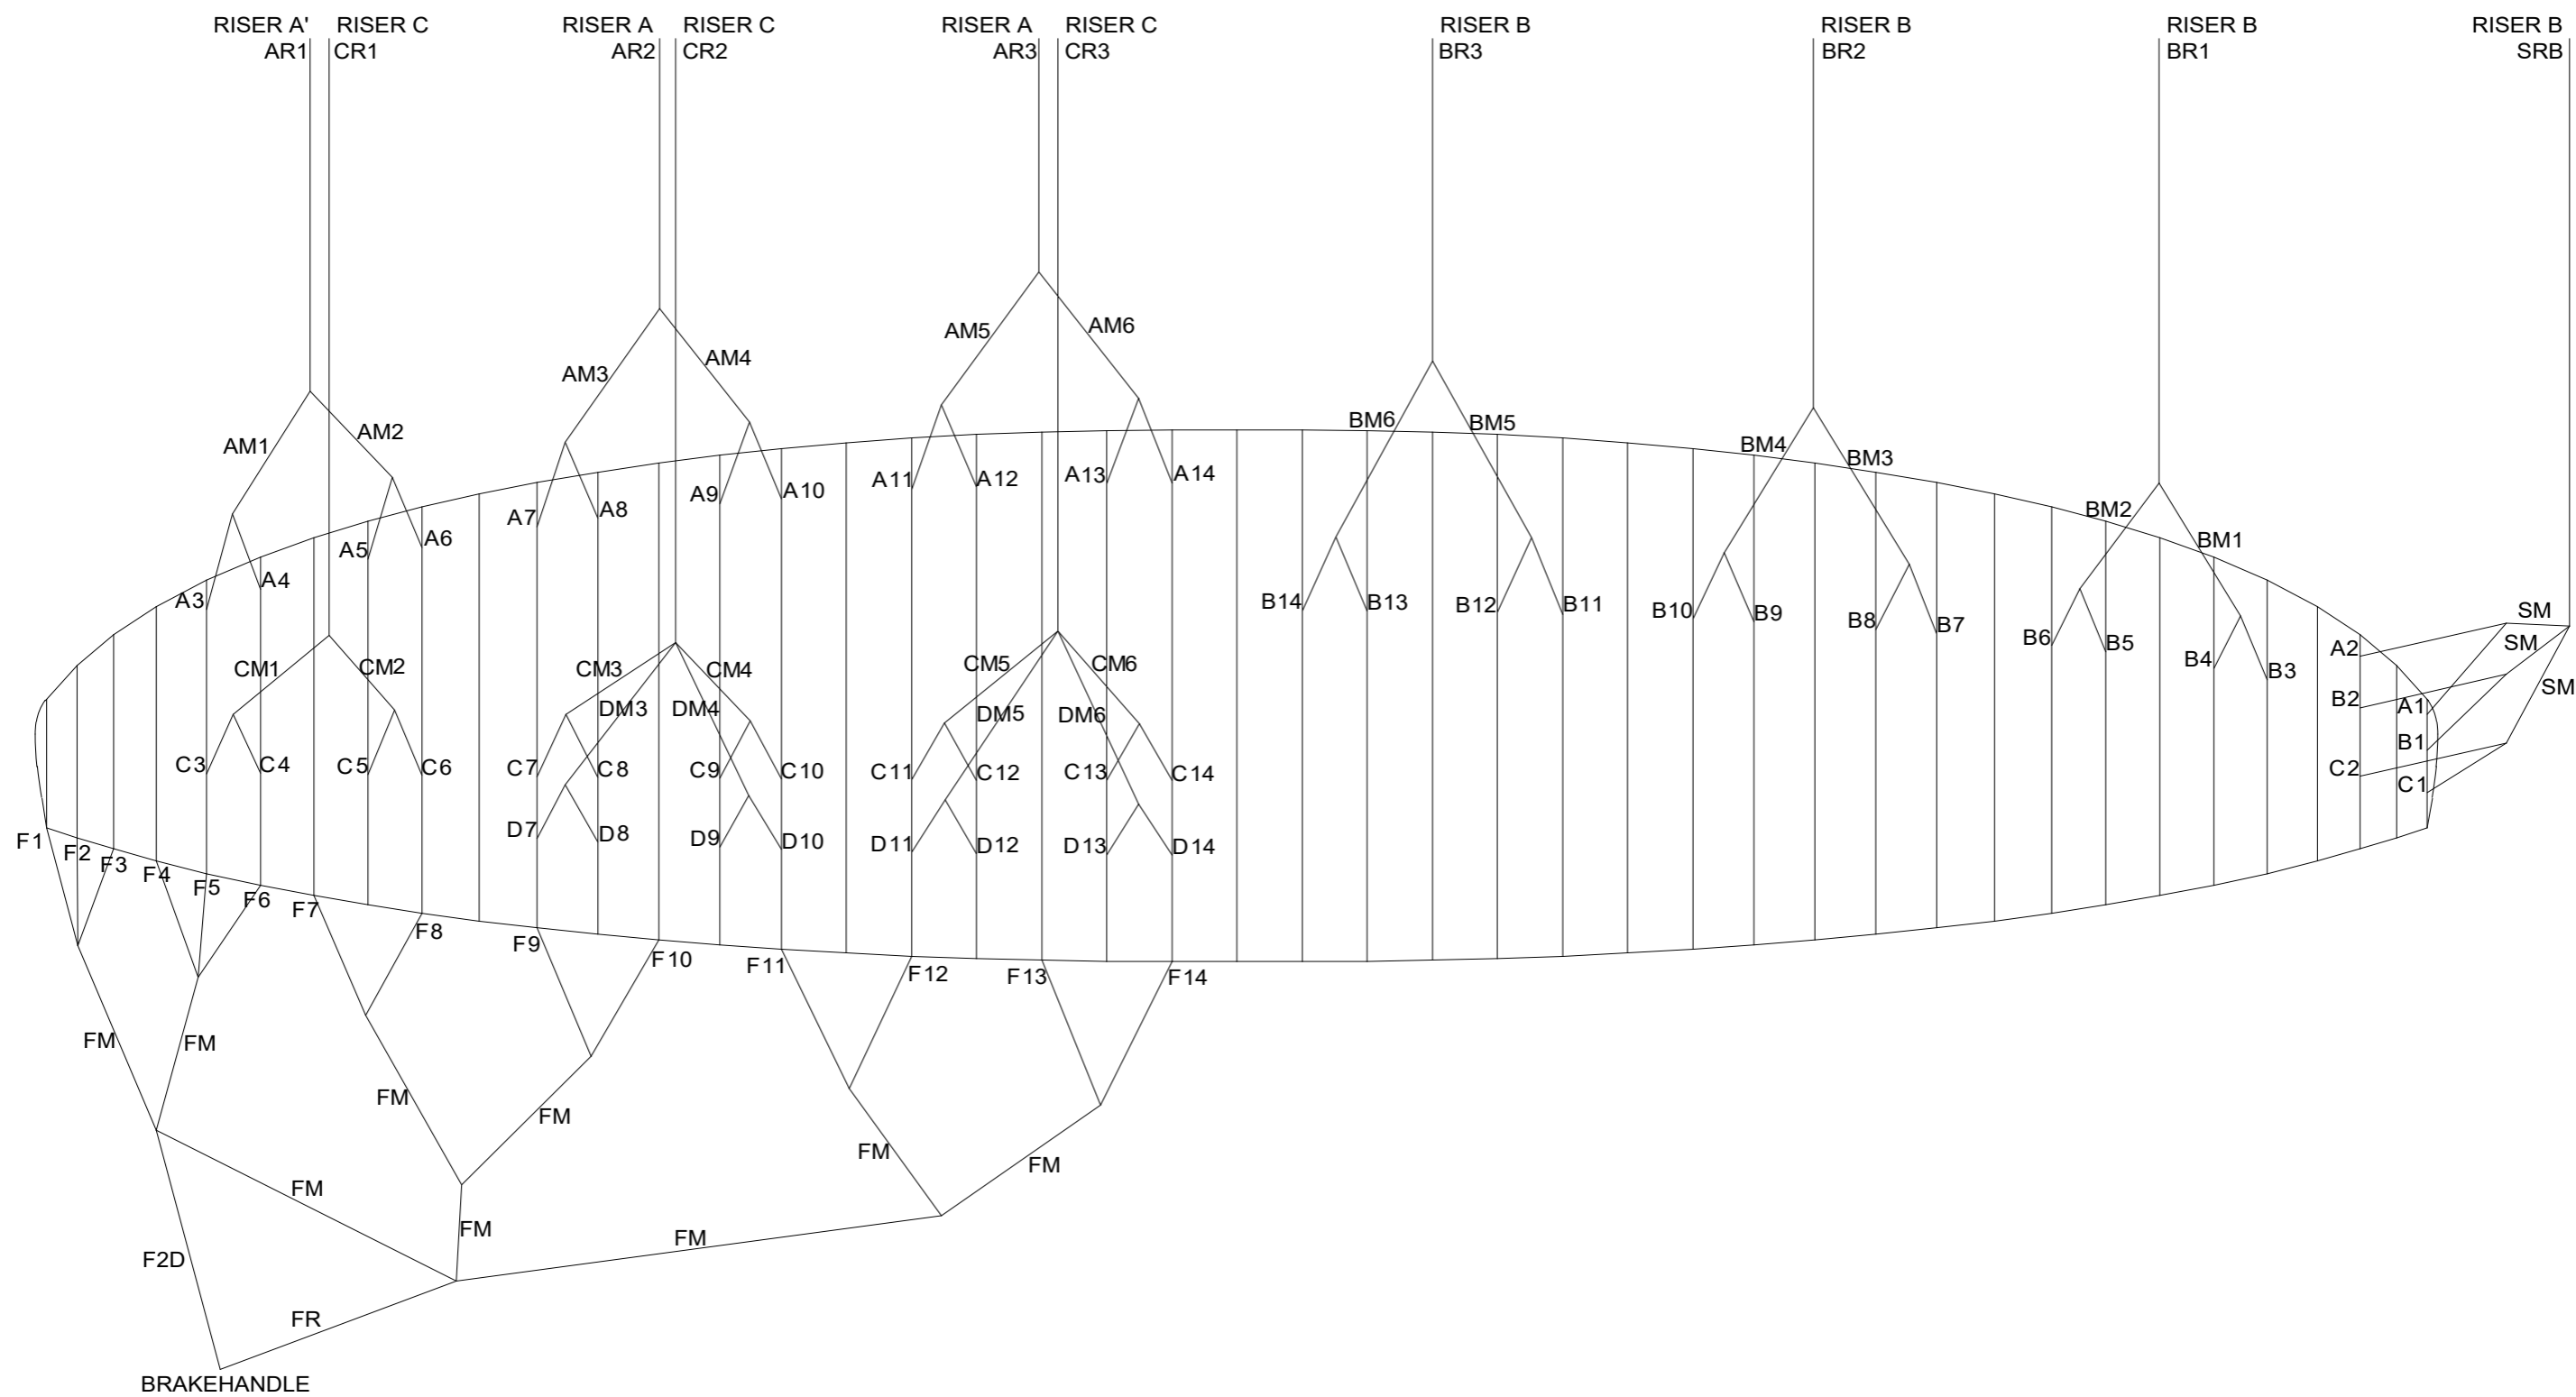 RISER A' RISER C RISER A RISER C RISER A RISER C RISER B RISER B RISER B RISER B
AR1 CR1 AR2 CR2 AR3 CR3 BR3 BR2 BR1 SRB
AM5 AM6
AM3 AM4
AM1 AM2 BM6 BM5 BM4 BM3
A11 A12 A13 A14
A9 A10
A7 A8 BM2
A5 A6 BM1
A3 A4 B14 B13 B12 B11 B10 B9 B8 B7 SM
B6 B5 A2 SM
CM1 CM2 CM3 CM4 CM5 CM6 B4 B3 SM
DM3 DM4 DM5 DM6 B2 A1
B1
C3 C4 C5 C6 C7 C8 C9 C10 C11 C12 C13 C14 C2 C1
D7 D8 D9 D10 D11 D12 D13 D14
F1 F2 F3 F4 F5 F6 F7
F8 F9 F10 F11 F12 F13 F14
FM FM
FM FM
FM FM
FM
FM FM
F2D
FR
BRAKEHANDLE